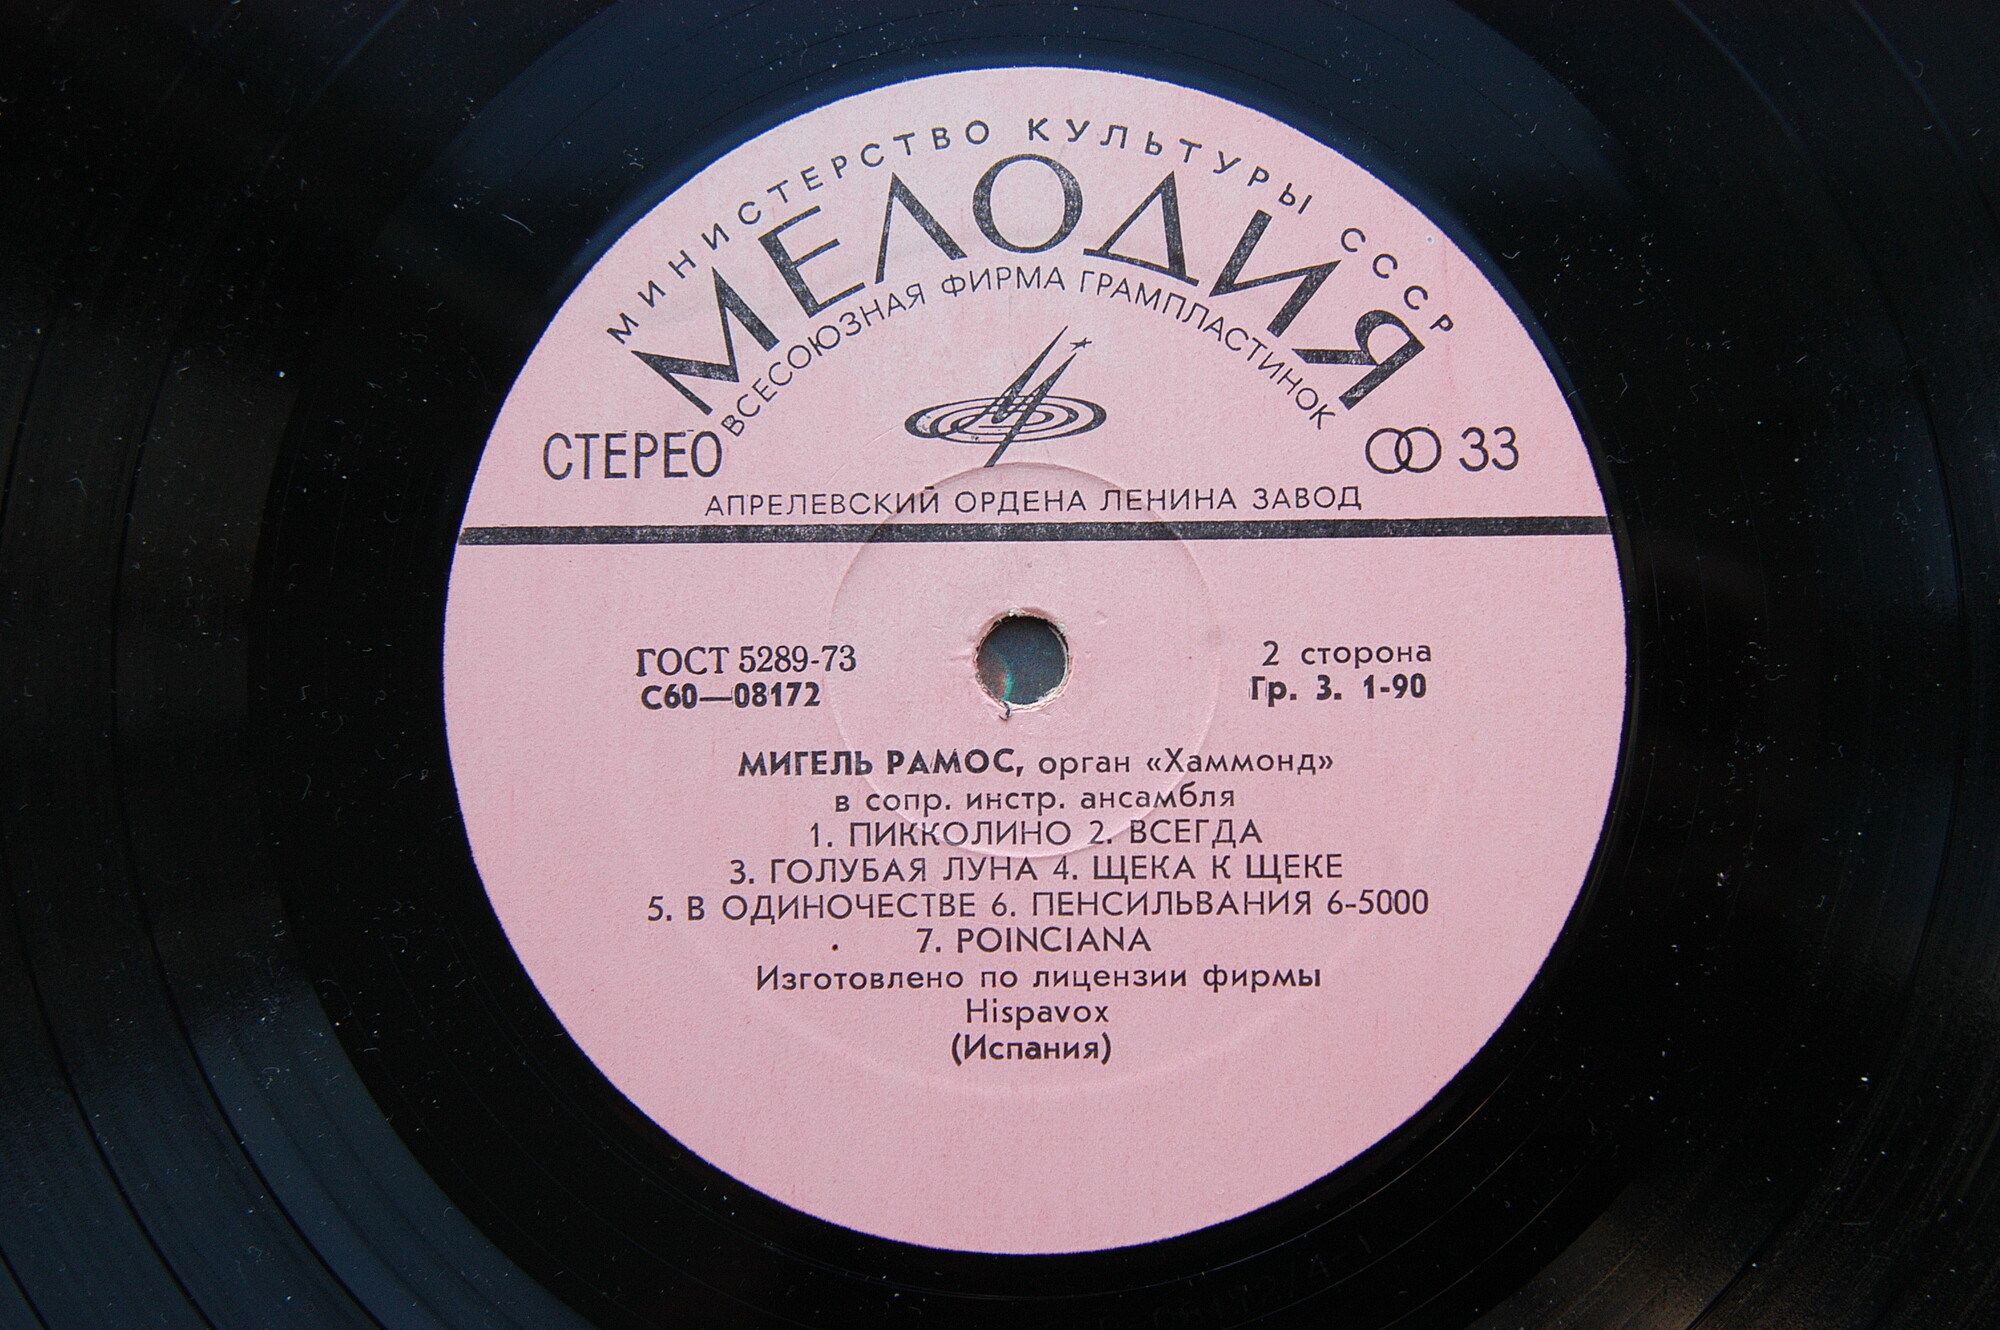 МИНИСТЕРСТВО КУЛЬТУРЫ СССР
МЕЛОДИЯ
ВСЕСОЮЗНАЯ ФИРМА ГРАМПЛАСТИНОК
СТЕРЕО
33
АПРЕЛЕВСКИЙ ОРДЕНА ЛЕНИНА ЗАВОД
ГОСТ 5289-73
С60—08172
2 сторона
Гр. 3. 1-90
МИГЕЛЬ РАМОС, орган «Хаммонд»
в сопр. инстр. ансамбля
1. ПИККОЛИНО 2. ВСЕГДА
3. ГОЛУБАЯ ЛУНА 4. ЩЕКА К ЩЕКЕ
5. В ОДИНОЧЕСТВЕ 6. ПЕНСИЛЬВАНИЯ 6-5000
7. POINCIANA
Изготовлено по лицензии фирмы
Hispavox
(Испания)